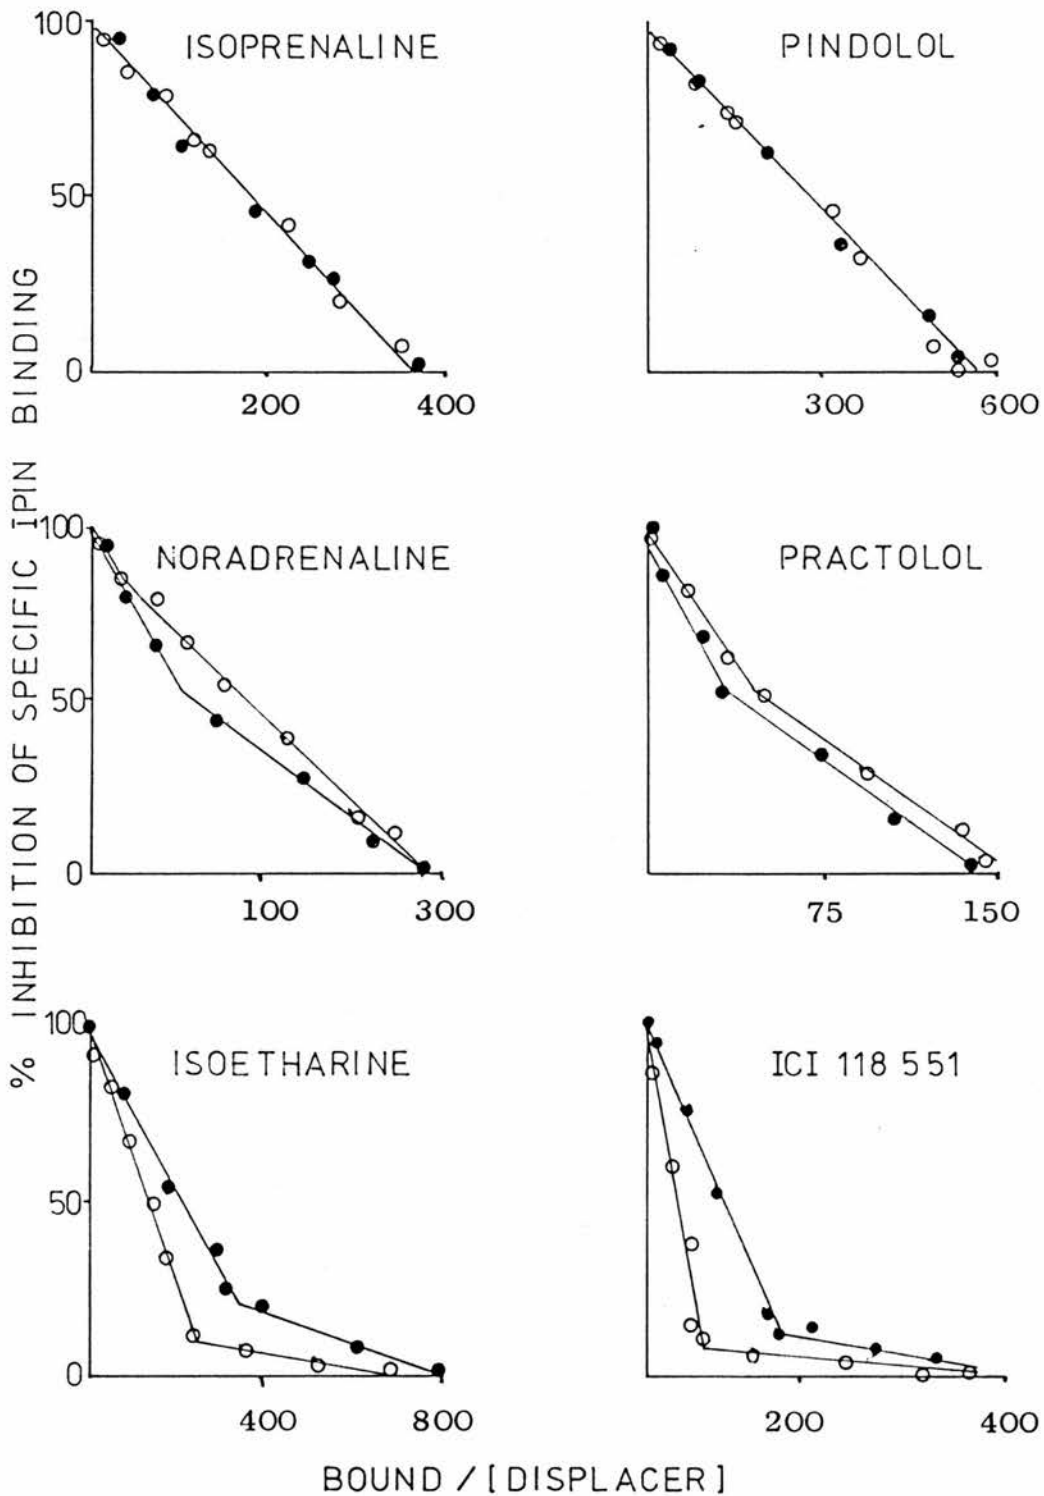 % INHIBITION OF SPECIFIC IPIN BINDING
ISOPRENALINE
100
50
0
200 400
PINDOLOL
300 600
NORADRENALINE
100
50
0
100 300
PRACTOLOL
75 150
ISOETHARINE
100
50
0
400 800
ICI 118 551
200 400
BOUND / [DISPLACER]